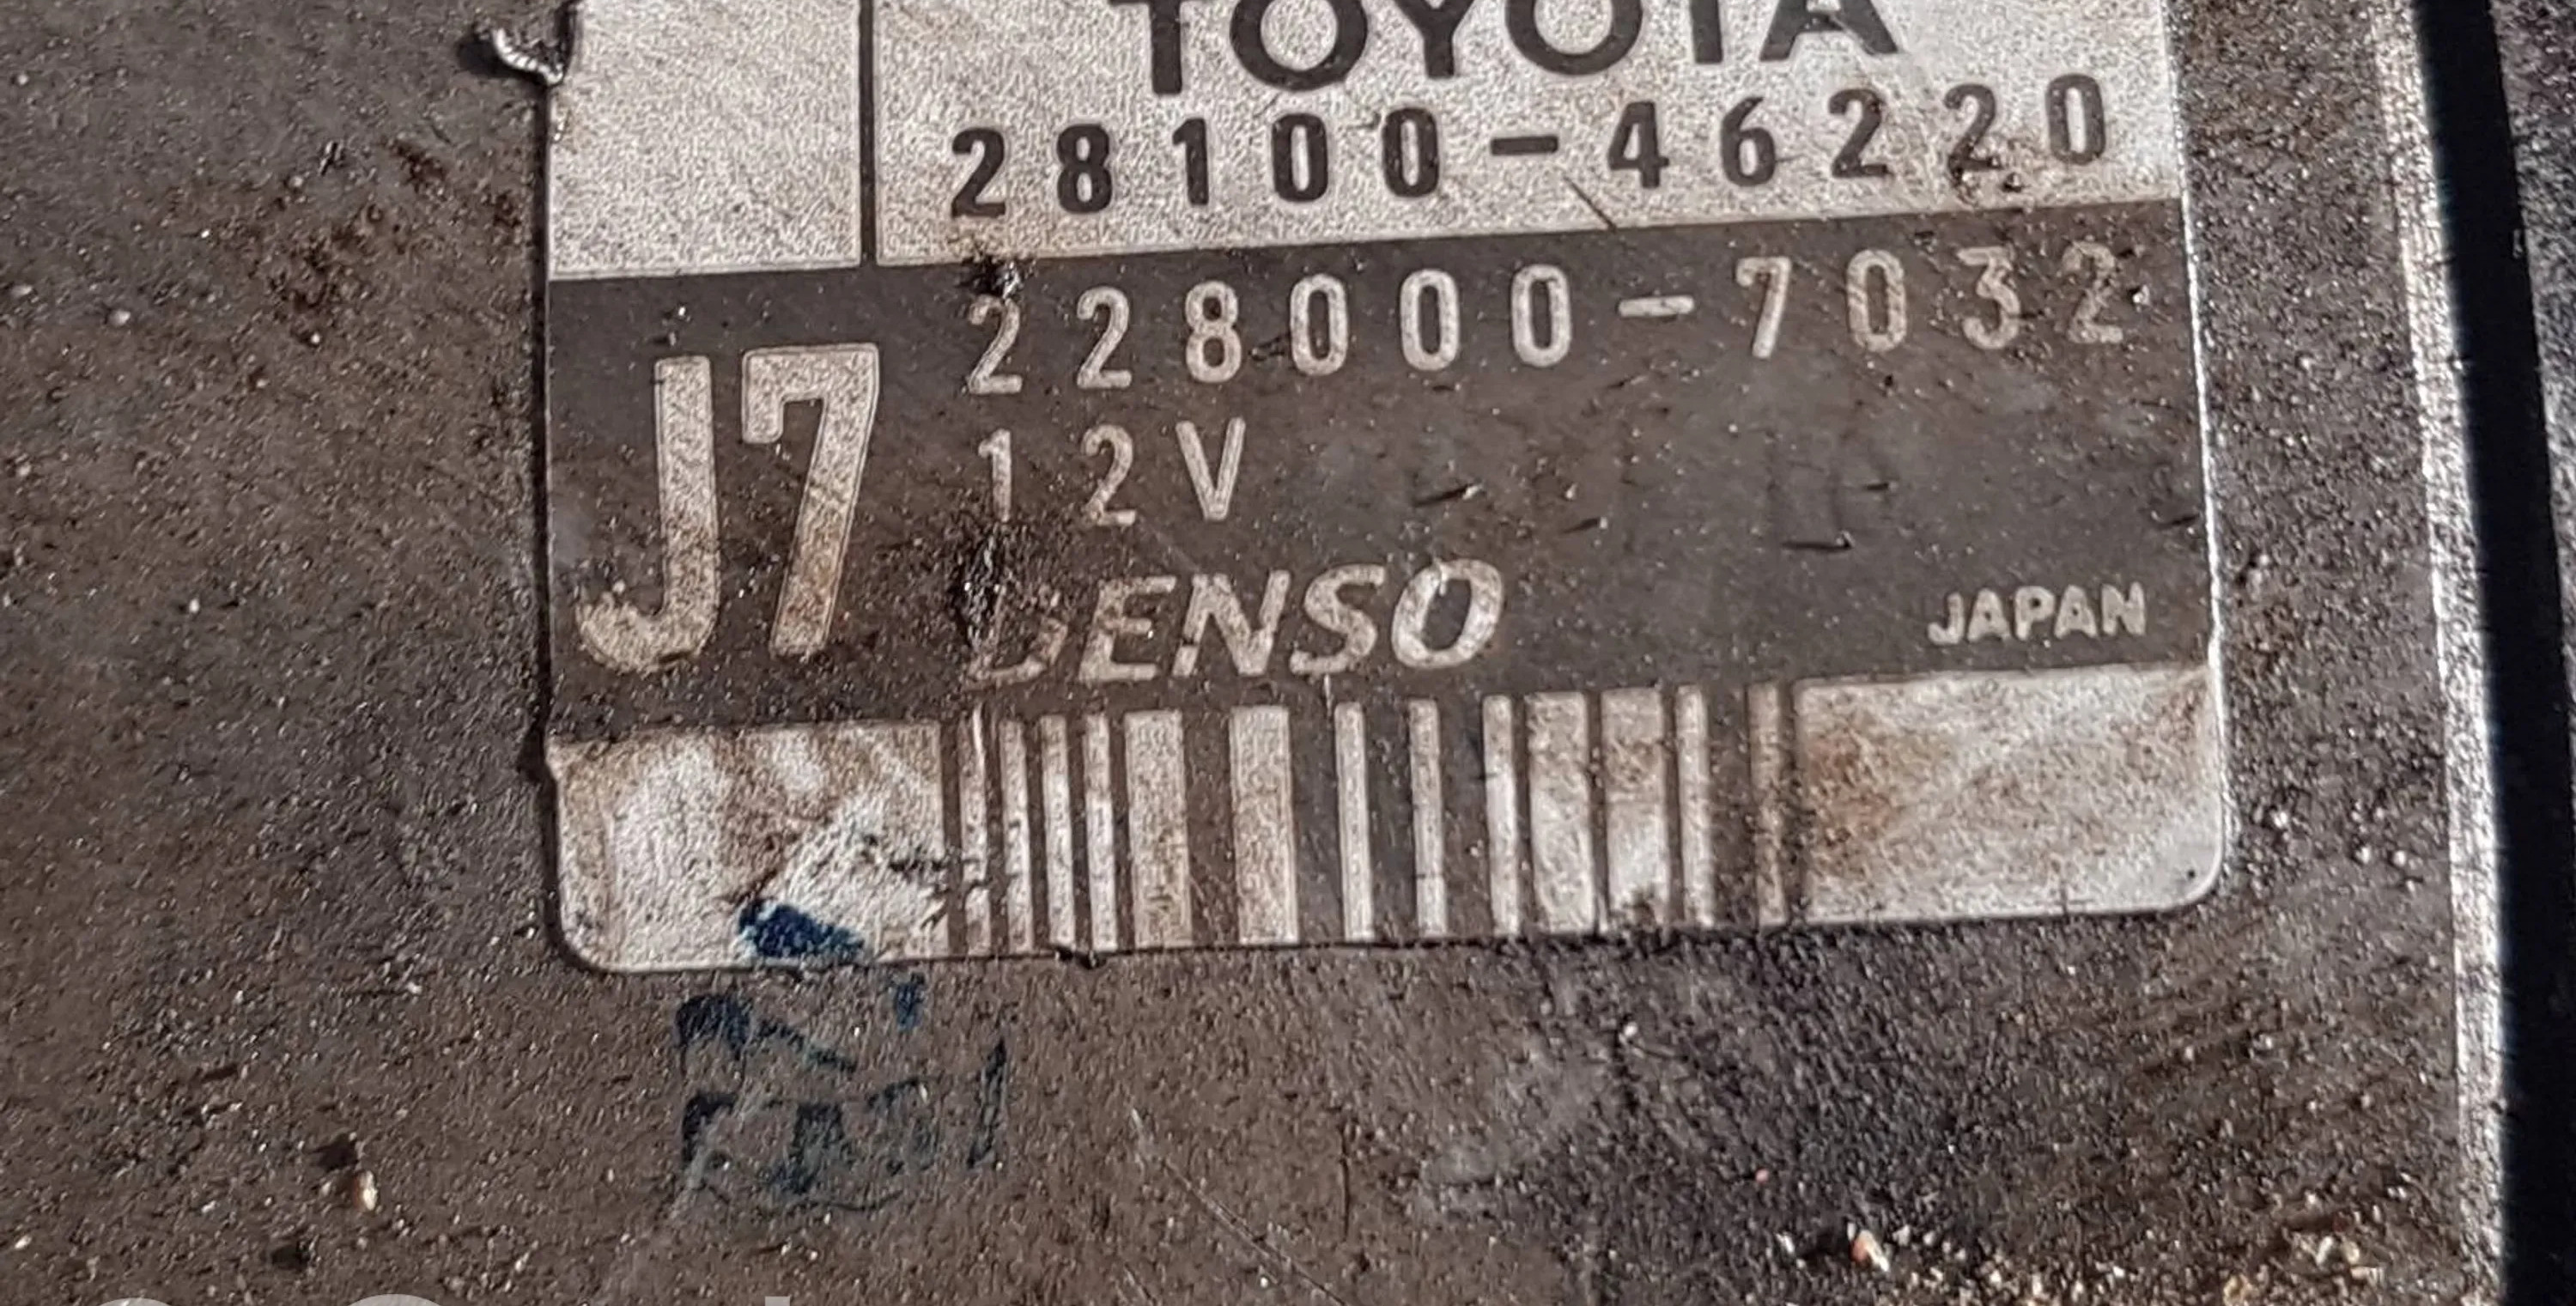 TOYOTA
28100-46220
J7
228000-7032
12V
DENSO
JAPAN